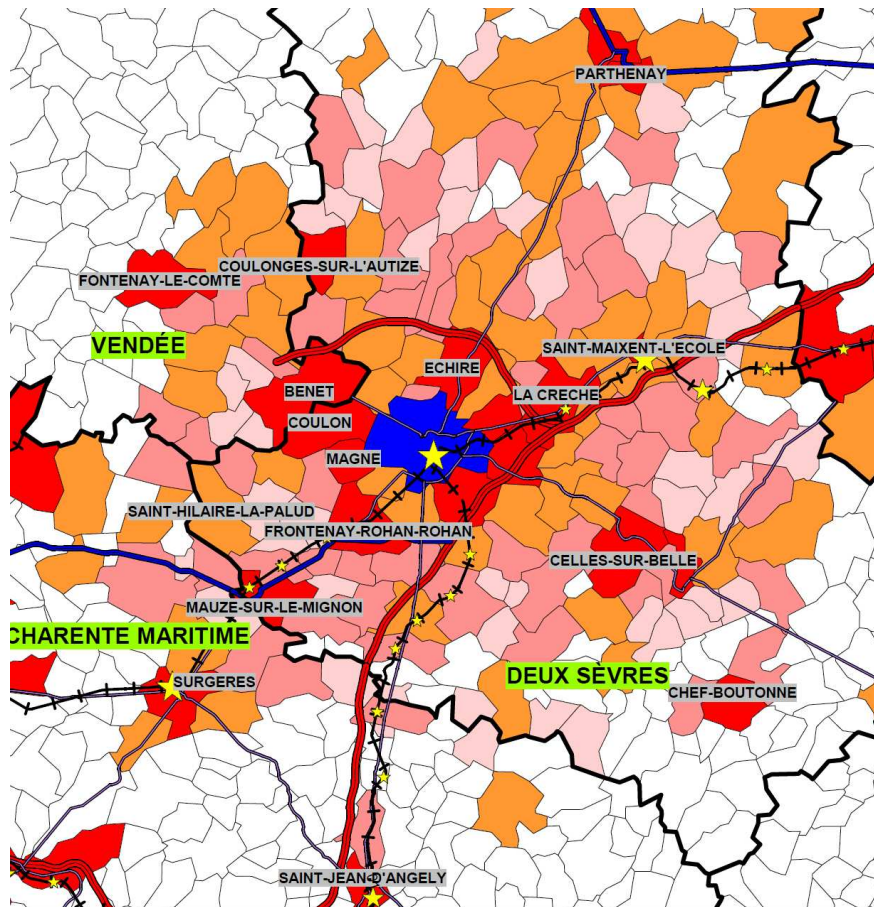 PARTHENAY
COULONGES-SUR-L'AUTIZE
FONTENAY-LE-COMTE
VENDÉE
SAINT-MAIXENT-L'ECOLE
ECHIRE
BENET
LA CRECHE
COULON
MAGNE
SAINT-HILAIRE-LA-PALUD
FRONTENAY-ROHAN-ROHAN
CELLES-SUR-BELLE
MAUZE-SUR-LE-MIGNON
CHARENTE MARITIME
DEUX SÈVRES
SURGERES
CHEF-BOUTONNE
SAINT-JEAN-D'ANGELY